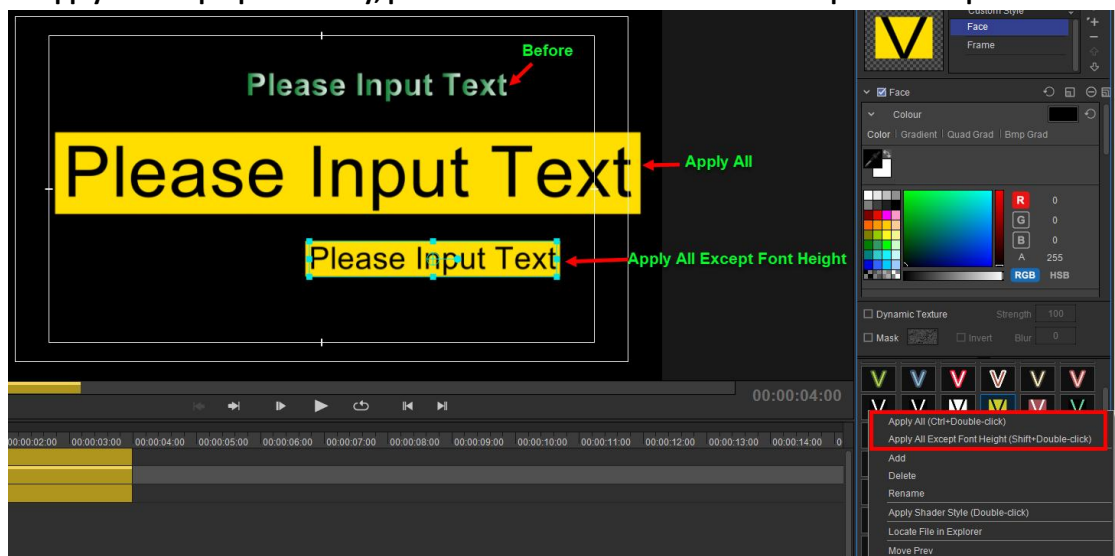 Custom Style
Face
Frame
Before
Please Input Text
Please Input Text
Apply All
Please Input Text
Apply All Except Font Height
Face
Colour
Color | Gradient | Quad Grad | Bmp Grad
R 0
G 0
B 0
A 255
RGB HSB
Dynamic Texture Strength 100
Mask Invert Blur 0
00:00:04:00
00:00:02:00 00:00:03:00 00:00:04:00 00:00:05:00 00:00:06:00 00:00:07:00 00:00:08:00 00:00:09:00 00:00:10:00 00:00:11:00 00:00:12:00 00:00:13:00 00:00:14:00 0
Apply All (Ctrl+Double-click)
Apply All Except Font Height (Shift+Double-click)
Add
Delete
Rename
Apply Shader Style (Double-click)
Locate File in Explorer
Move Prev